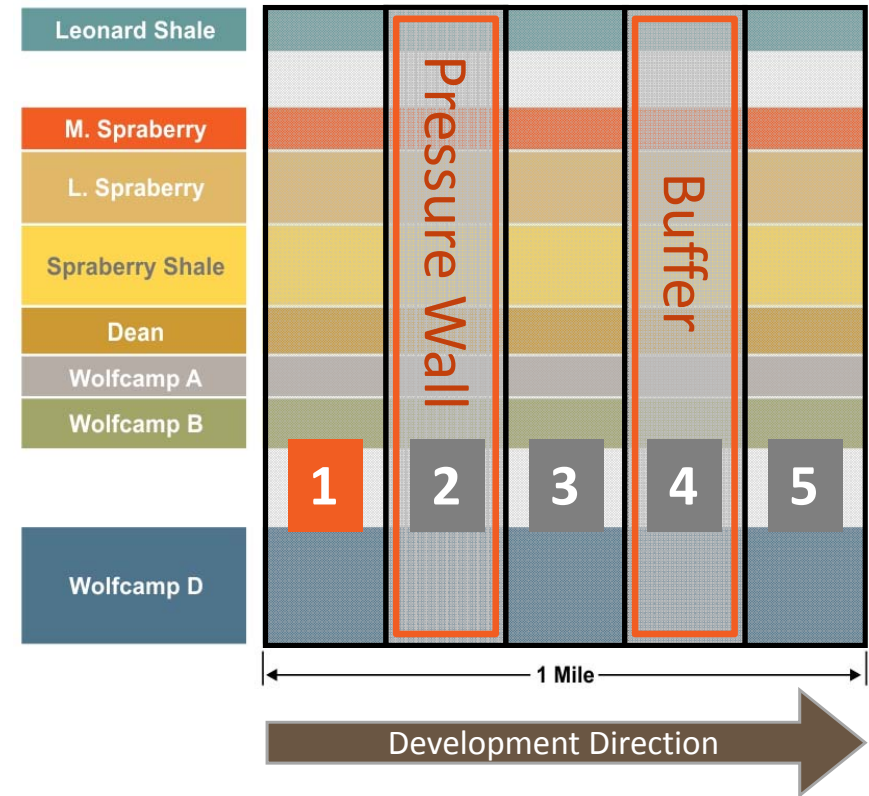 Leonard Shale
M. Spraberry
L. Spraberry
Spraberry Shale
Dean
Wolfcamp A
Wolfcamp B
Wolfcamp D
Pressure Wall
Buffer
1
2
3
4
5
1 Mile
Development Direction